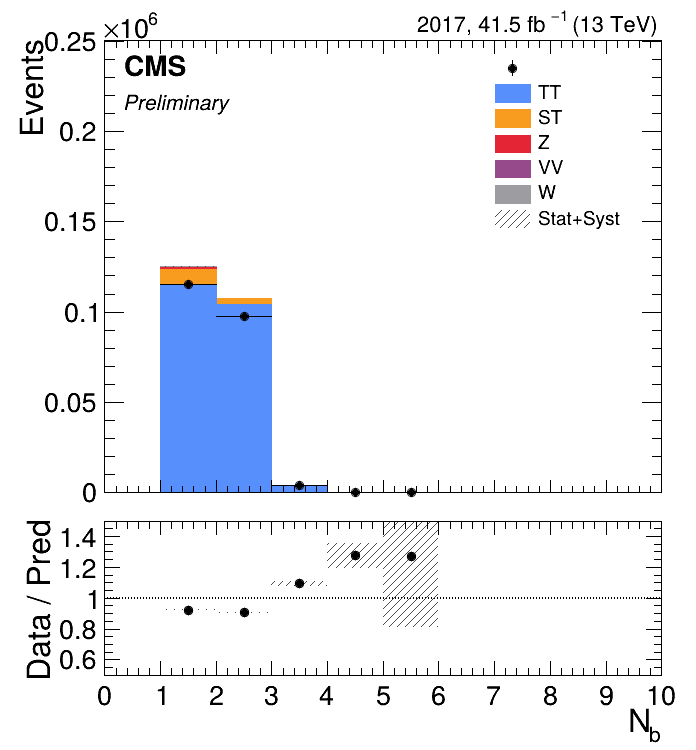 ×10^6
2017, 41.5 fb^-1 (13 TeV)
CMS
Preliminary
Events
0.25
0.2
0.15
0.1
0.05
0
TT
ST
Z
VV
W
Stat+Syst
Data / Pred
1.4
1.2
1
0.8
0.6
0 1 2 3 4 5 6 7 8 9 10
N_b